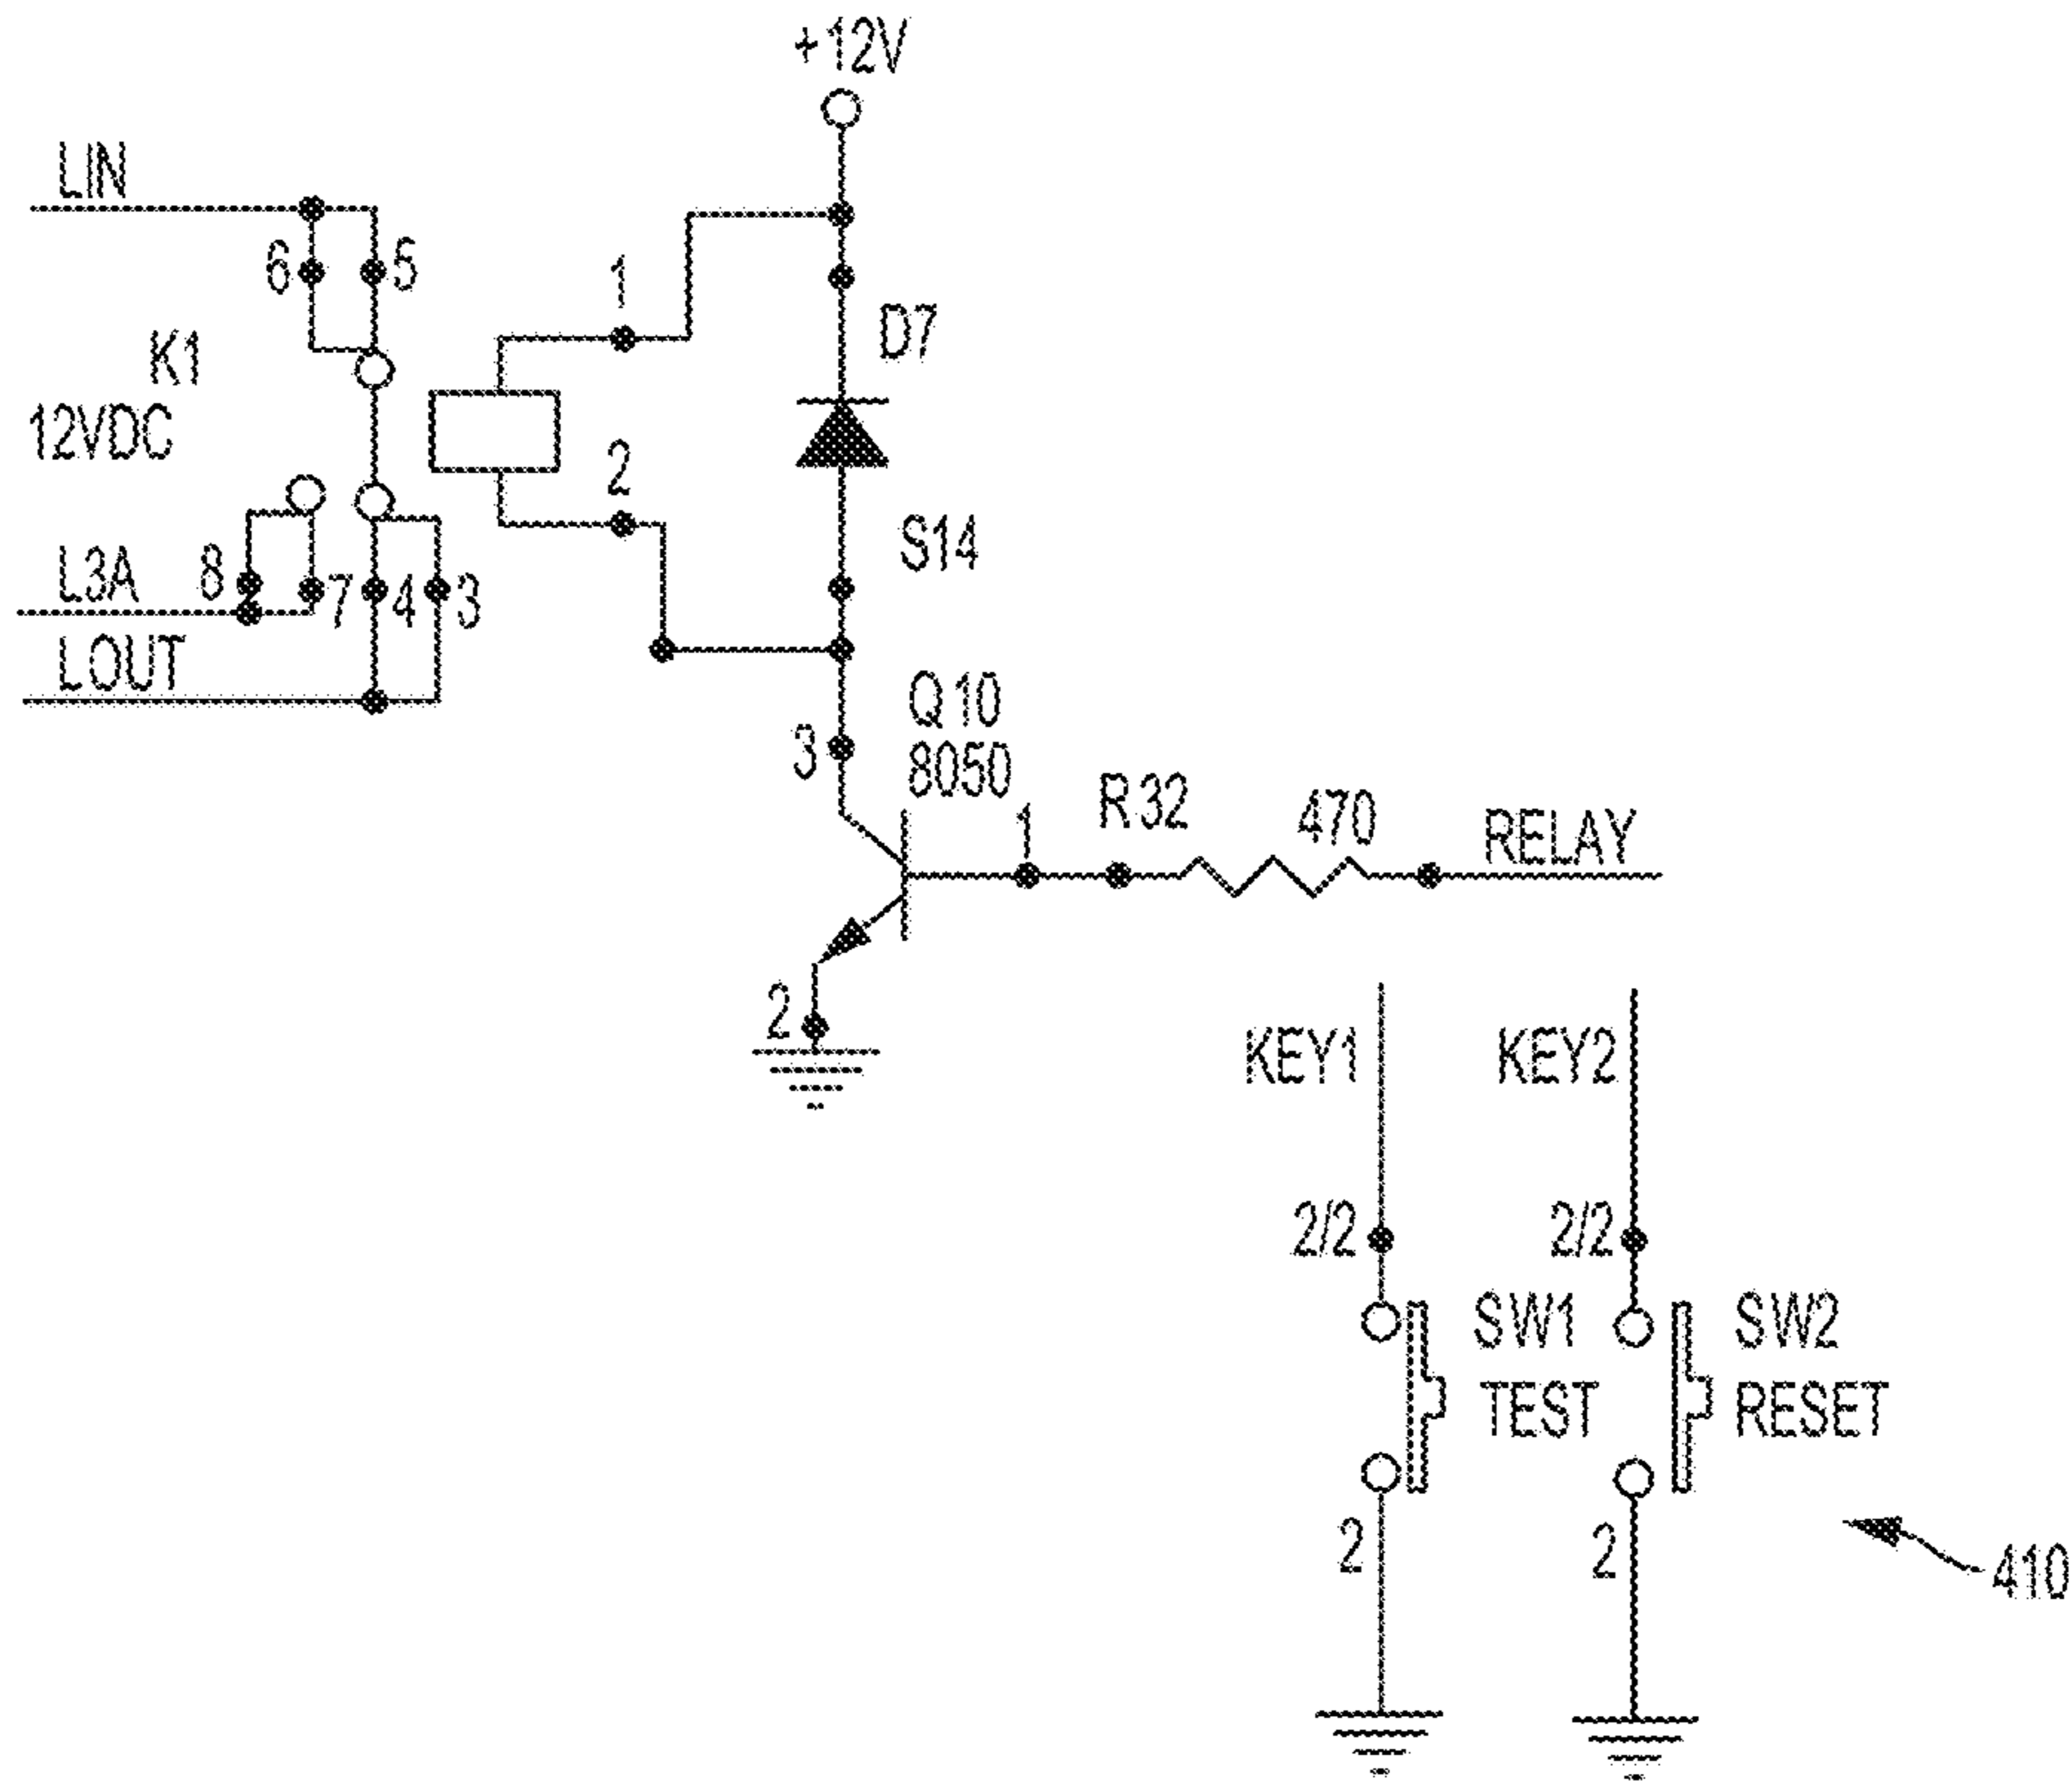 +12V
LIN
6
5
1
D7
K1
12VDC
2
S14
L3A
8
7
4
3
LOUT
Q10
8050
3
1
R32
470
RELAY
2
KEY1
KEY2
2/2
2/2
SW1
TEST
SW2
RESET
2
2
410